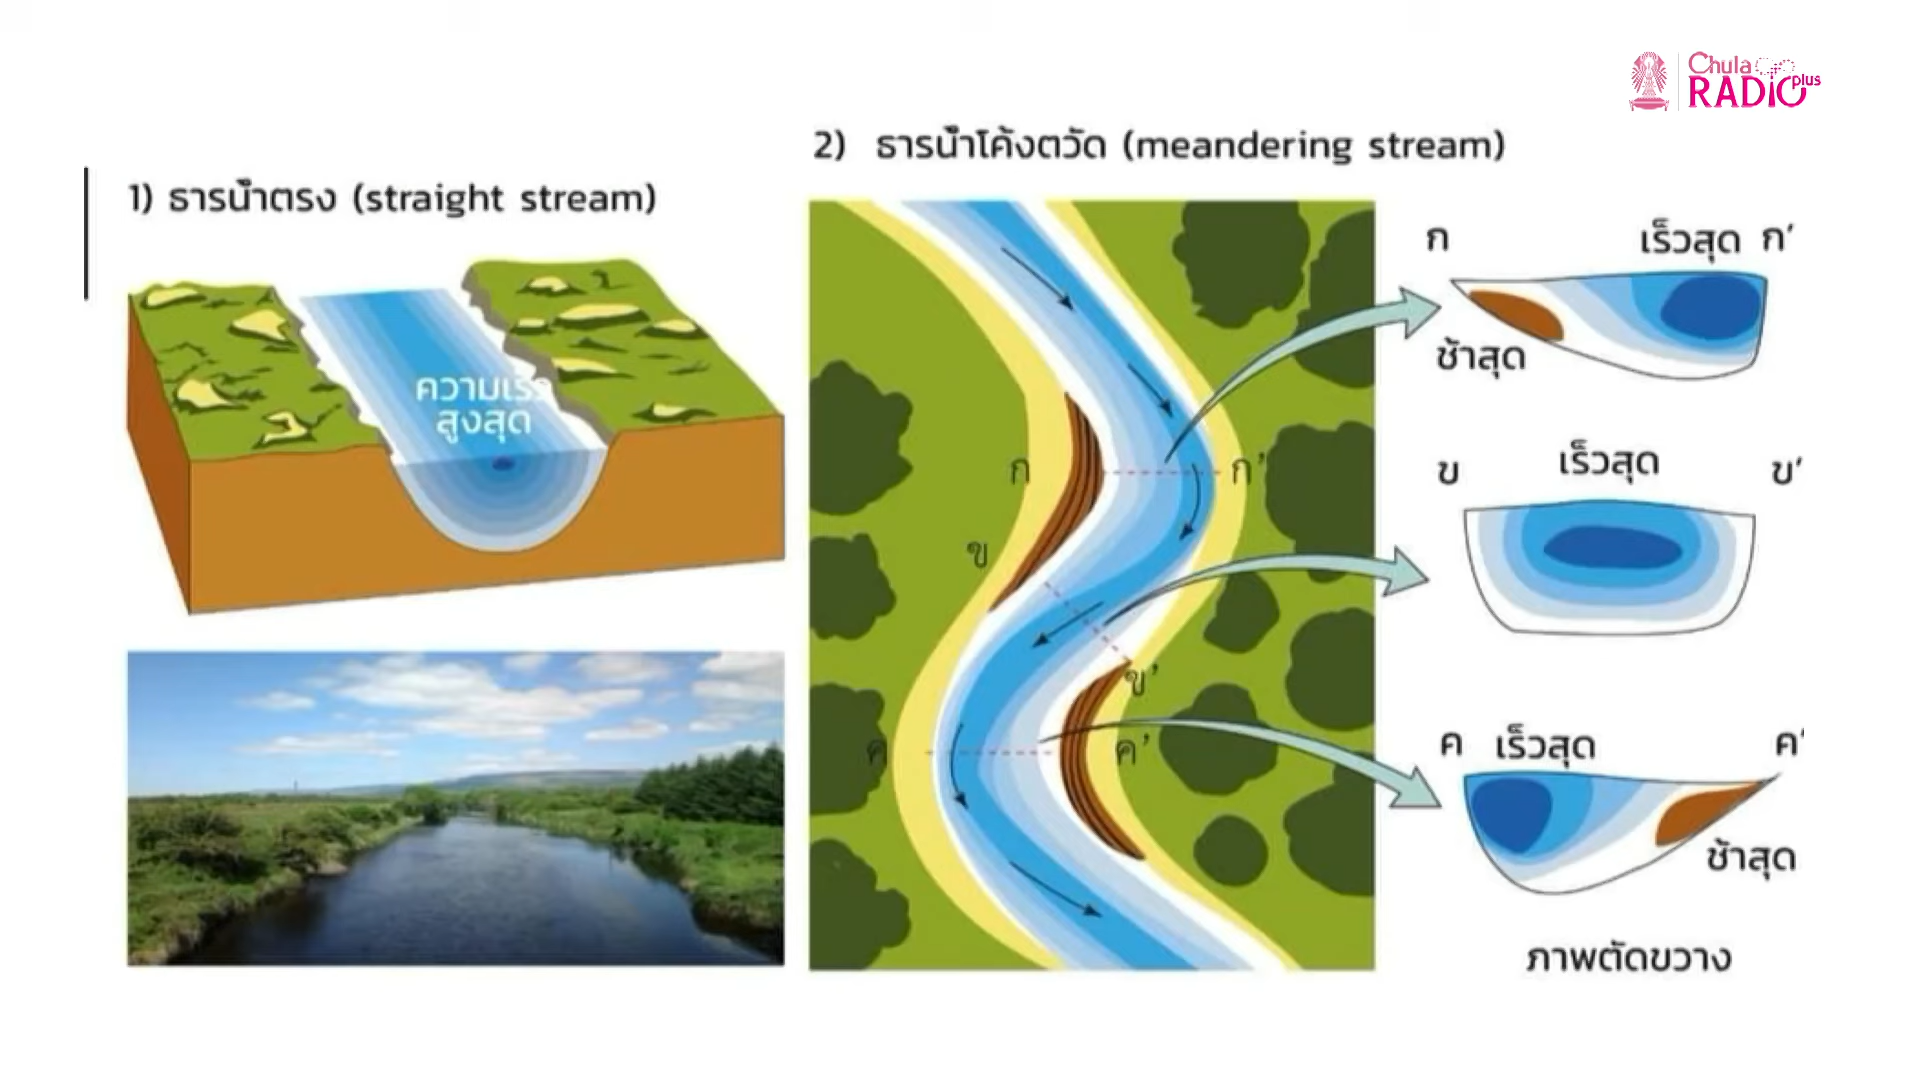 Chula
RADIO plus
1) ธารน้ำตรง (straight stream)
ความเร็ว
สูงสุด
2) ธารน้ำโค้งตวัด (meandering stream)
ก
ก'
ข
ข'
ค
ค'
ก เร็วสุด ก'
ช้าสุด
เร็วสุด
ข ข'
ค เร็วสุด ค'
ช้าสุด
ภาพตัดขวาง